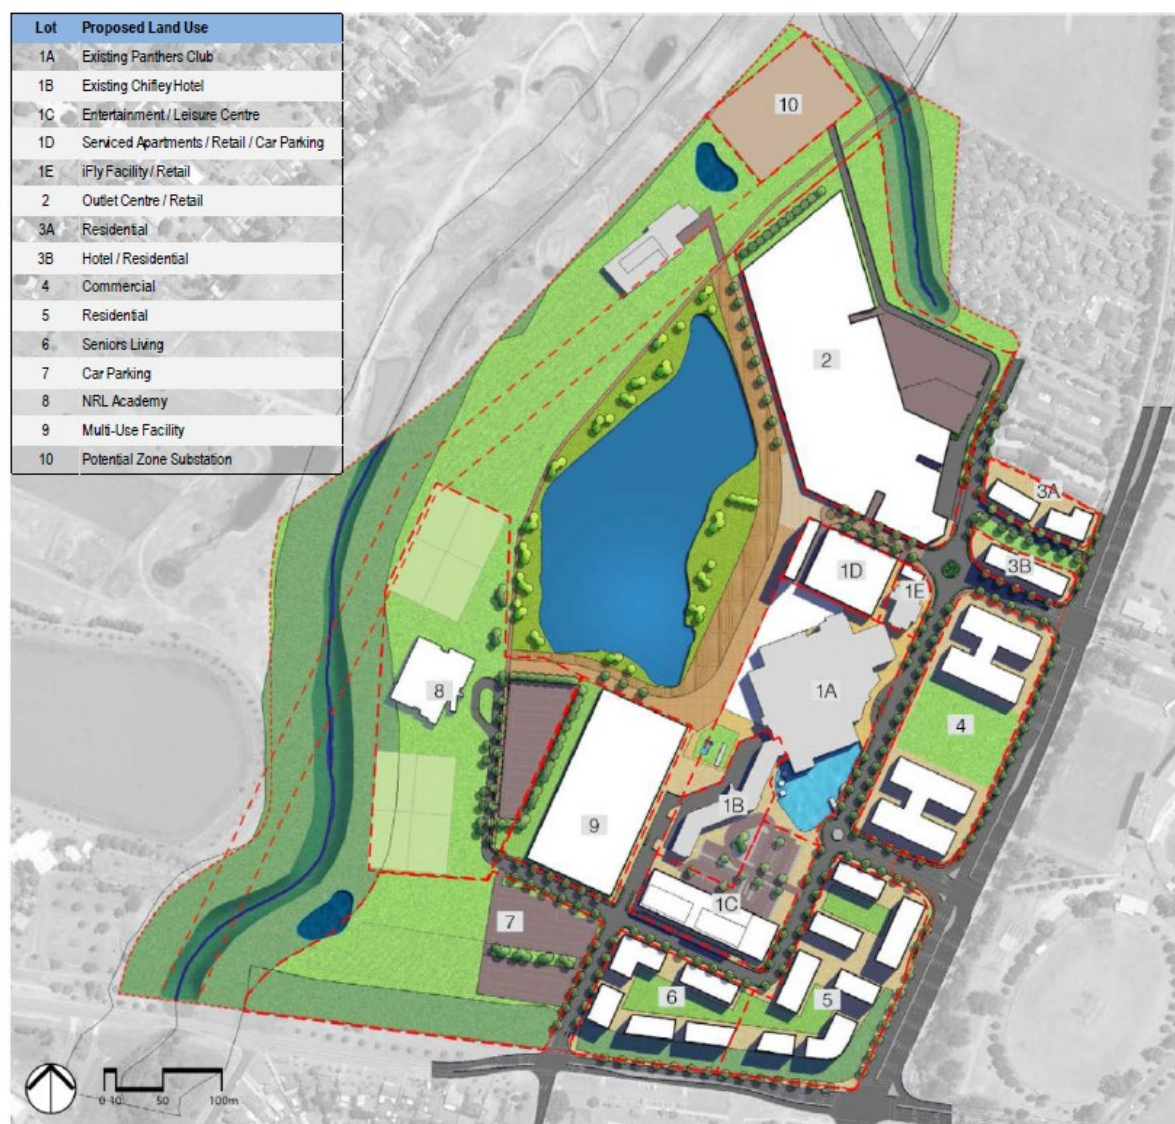 Lot Proposed Land Use
1A Existing Panthers Club
1B Existing Chifley Hotel
1C Entertainment / Leisure Centre
1D Serviced Apartments / Retail / Car Parking
1E iFly Facility / Retail
2 Outlet Centre / Retail
3A Residential
3B Hotel / Residential
4 Commercial
5 Residential
6 Seniors Living
7 Car Parking
8 NRL Academy
9 Multi-Use Facility
10 Potential Zone Substation
10
2
3A
3B
1D
1E
8
1A
4
1B
9
1C
7
6
5
0 10 50 100m